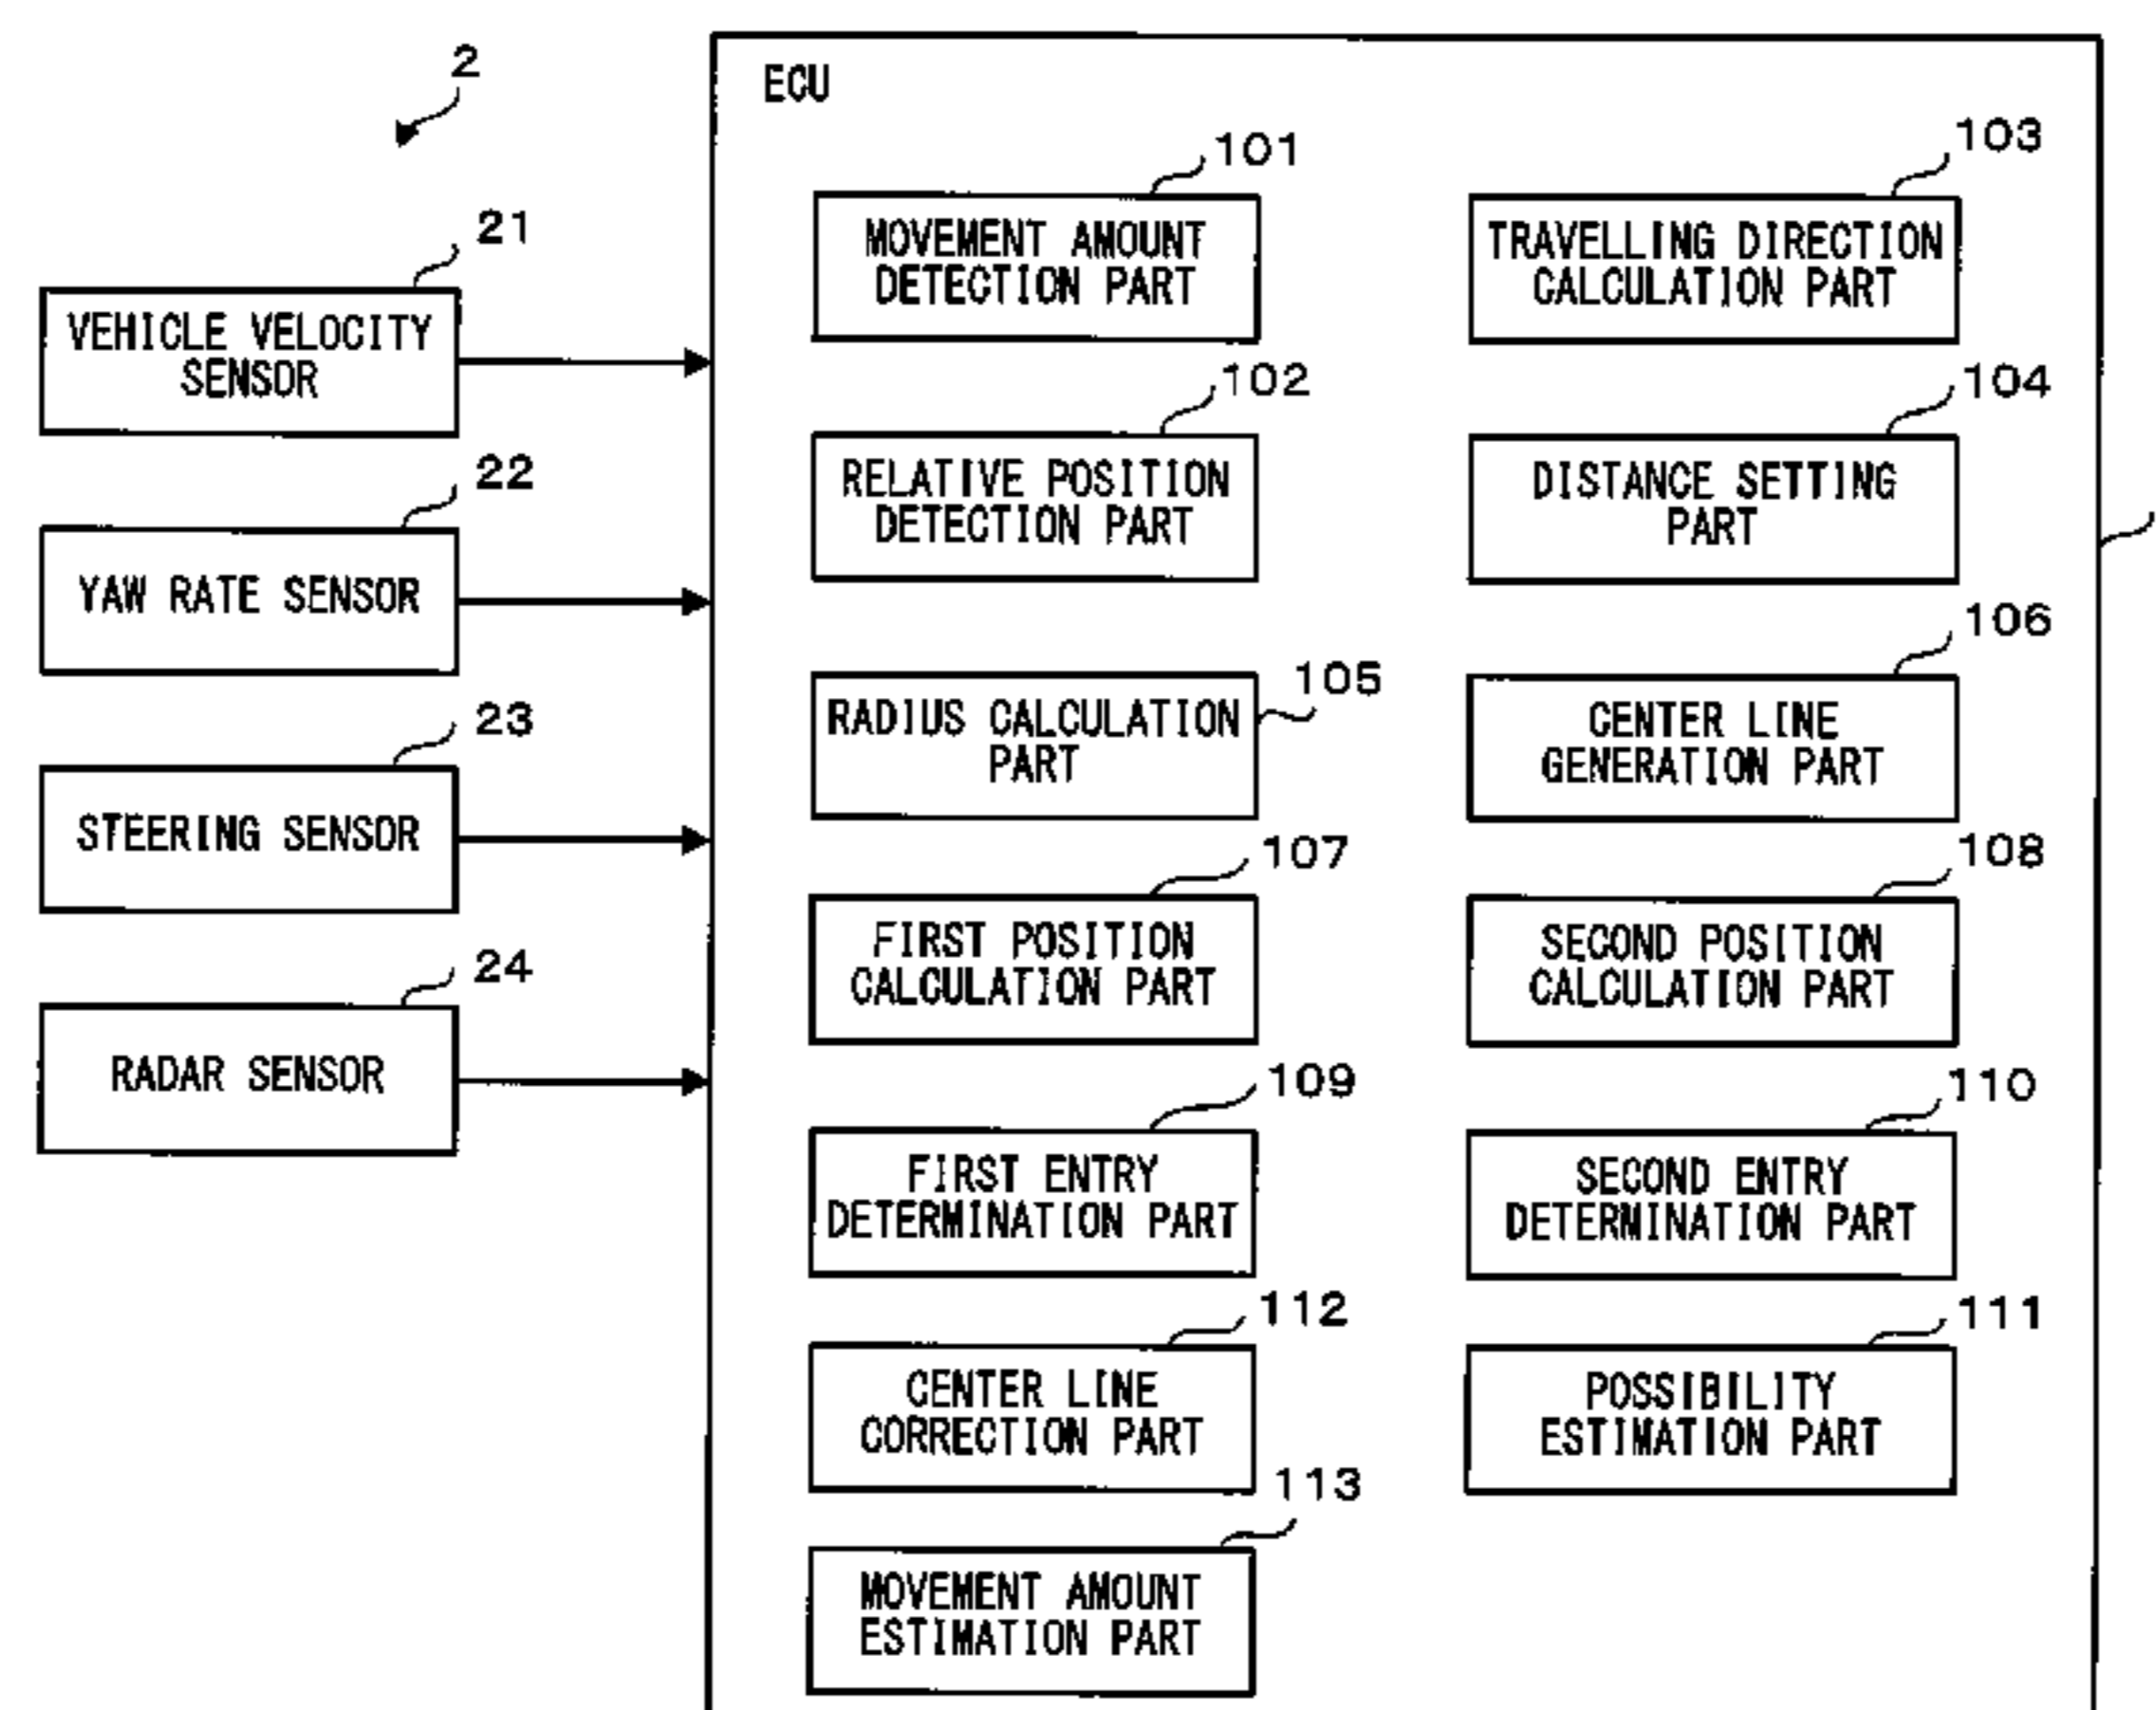 2
ECU
101
103
MOVEMENT AMOUNT
DETECTION PART
TRAVELLING DIRECTION
CALCULATION PART
21
VEHICLE VELOCITY
SENSOR
102
104
RELATIVE POSITION
DETECTION PART
DISTANCE SETTING
PART
22
YAW RATE SENSOR
105
106
RADIUS CALCULATION
PART
CENTER LINE
GENERATION PART
23
STEERING SENSOR
107
108
FIRST POSITION
CALCULATION PART
SECOND POSITION
CALCULATION PART
24
RADAR SENSOR
109
110
FIRST ENTRY
DETERMINATION PART
SECOND ENTRY
DETERMINATION PART
112
111
CENTER LINE
CORRECTION PART
POSSIBILITY
ESTIMATION PART
113
MOVEMENT AMOUNT
ESTIMATION PART